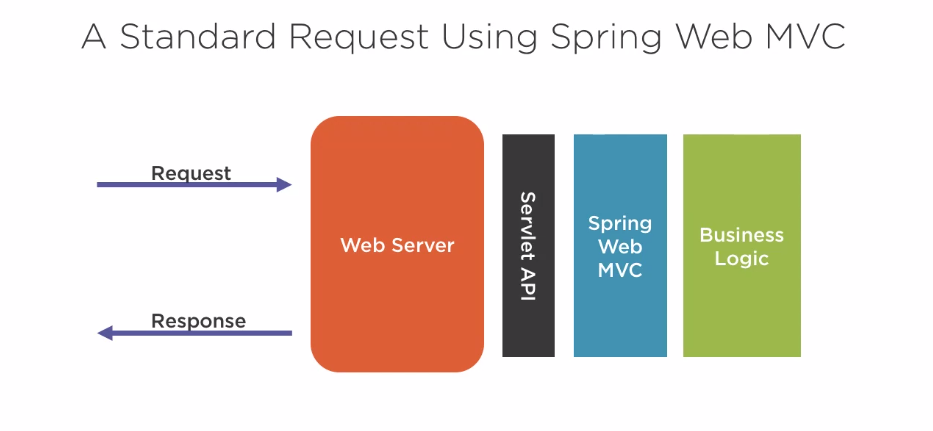 A Standard Request Using Spring Web MVC
Request
Response
Web Server
Servlet API
Spring
Web
MVC
Business
Logic